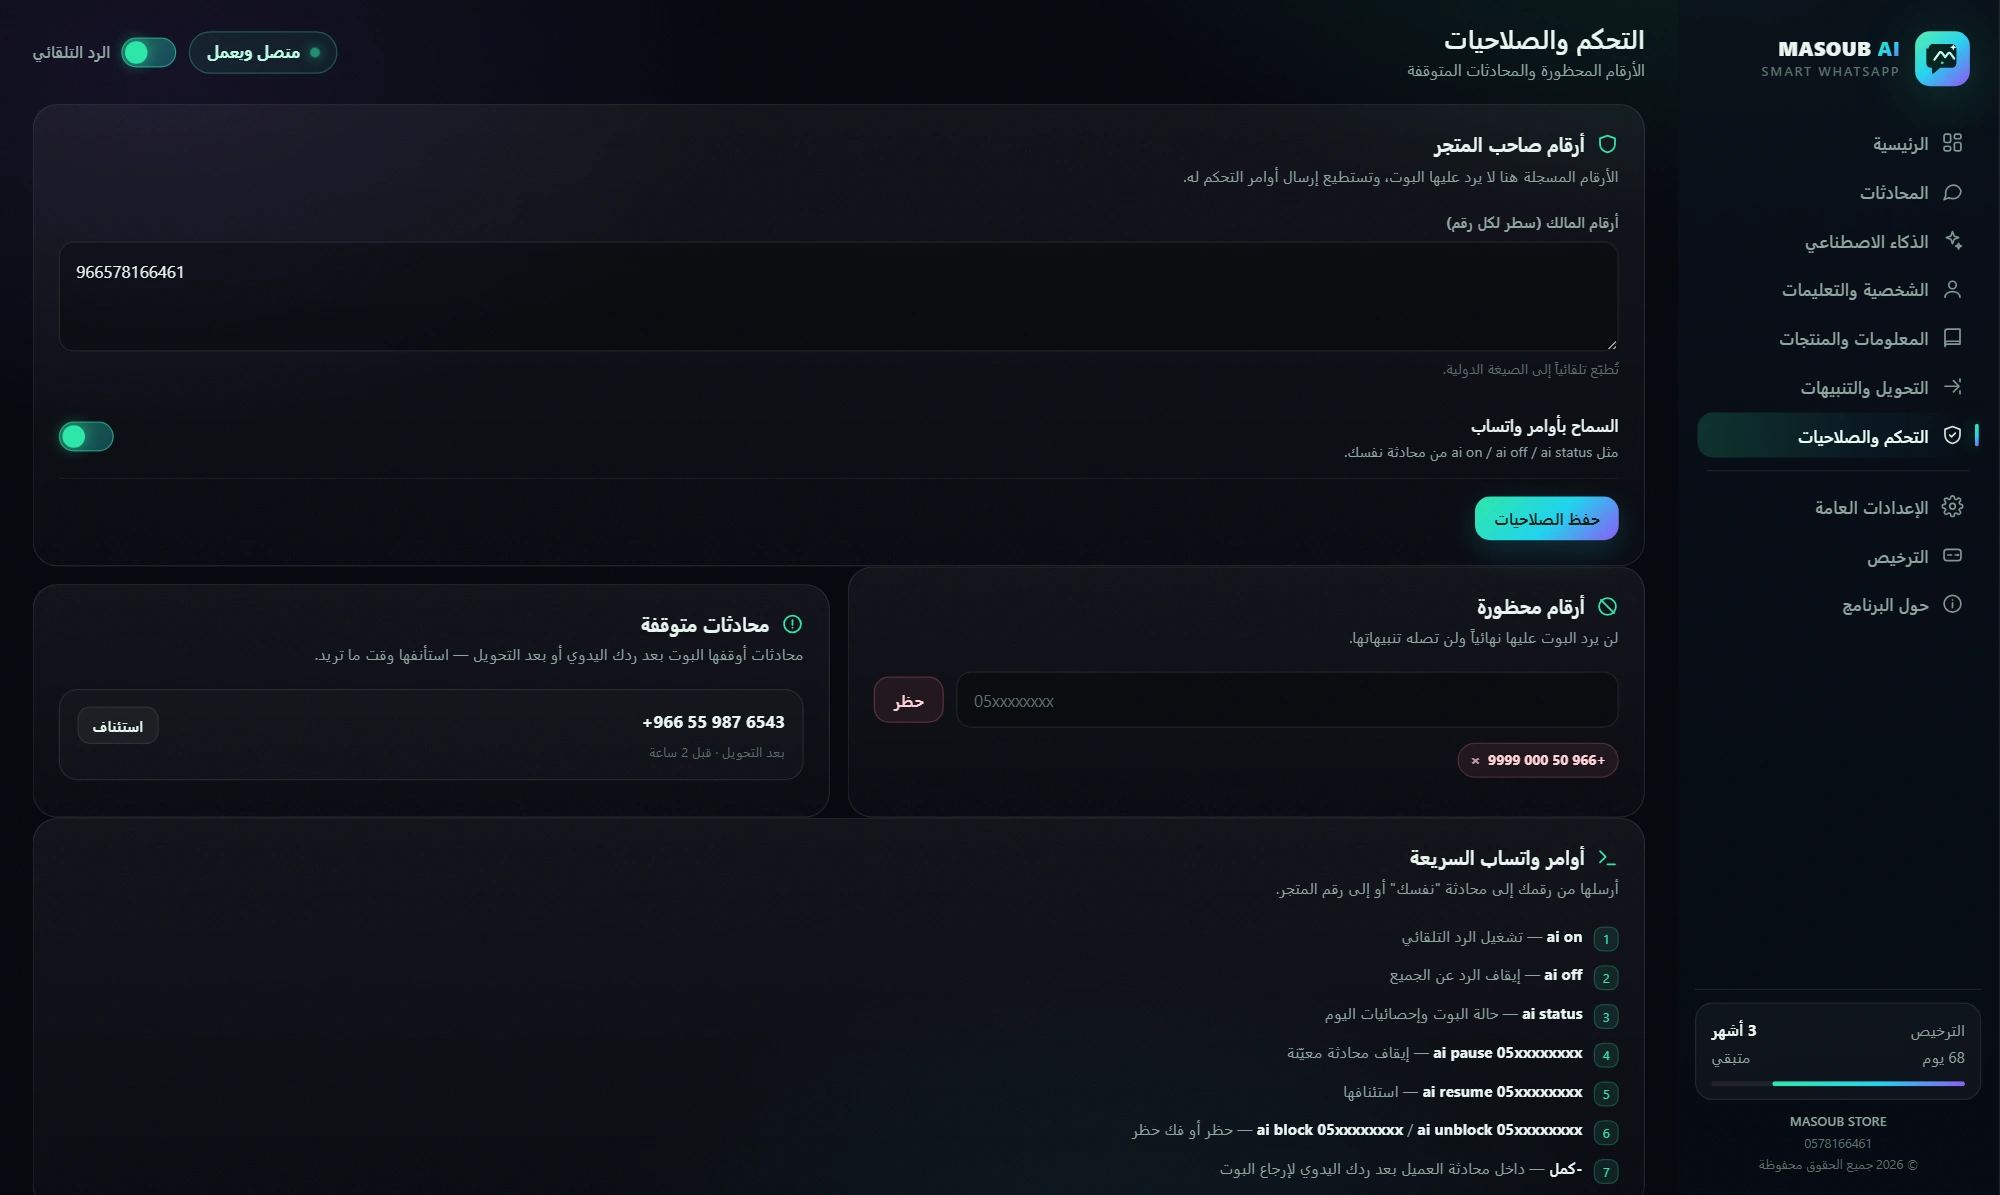 MASOUB AI
SMART WHATSAPP
الرئيسية
المحادثات
الذكاء الاصطناعي
الشخصية والتعليمات
المعلومات والمنتجات
التحويل والتنبيهات
التحكم والصلاحيات
الإعدادات العامة
الترخيص
حول البرنامج
الترخيص 3 أشهر
68 يوم متبقي
MASOUB STORE
0578166461
© 2026 جميع الحقوق محفوظة
التحكم والصلاحيات
الأرقام المحظورة والمحادثات المتوقفة
متصل ويعمل
الرد التلقائي
أرقام صاحب المتجر
الأرقام المسجلة هنا لا يرد عليها البوت، وتستطيع إرسال أوامر التحكم له.
أرقام المالك (سطر لكل رقم)
966578166461
تُطبّع تلقائياً إلى الصيغة الدولية.
السماح بأوامر واتساب
مثل ai on / ai off / ai status من محادثة نفسك.
حفظ الصلاحيات
أرقام محظورة
لن يرد البوت عليها نهائياً ولن تصله تنبيهاتها.
05xxxxxxxx
حظر
+966 50 000 9999 ×
محادثات متوقفة
محادثات أوقفها البوت بعد ردك اليدوي أو بعد التحويل — استأنفها وقت ما تريد.
+966 55 987 6543
بعد التحويل · قبل 2 ساعة
استئناف
أوامر واتساب السريعة
أرسلها من رقمك إلى محادثة "نفسك" أو إلى رقم المتجر.
1 ai on — تشغيل الرد التلقائي
2 ai off — إيقاف الرد عن الجميع
3 ai status — حالة البوت وإحصائيات اليوم
4 ai pause 05xxxxxxxx — إيقاف محادثة معيّنة
5 ai resume 05xxxxxxxx — استئنافها
6 ai block 05xxxxxxxx / ai unblock 05xxxxxxxx — حظر أو فك حظر
7 -كمل — داخل محادثة العميل بعد ردك اليدوي لإرجاع البوت